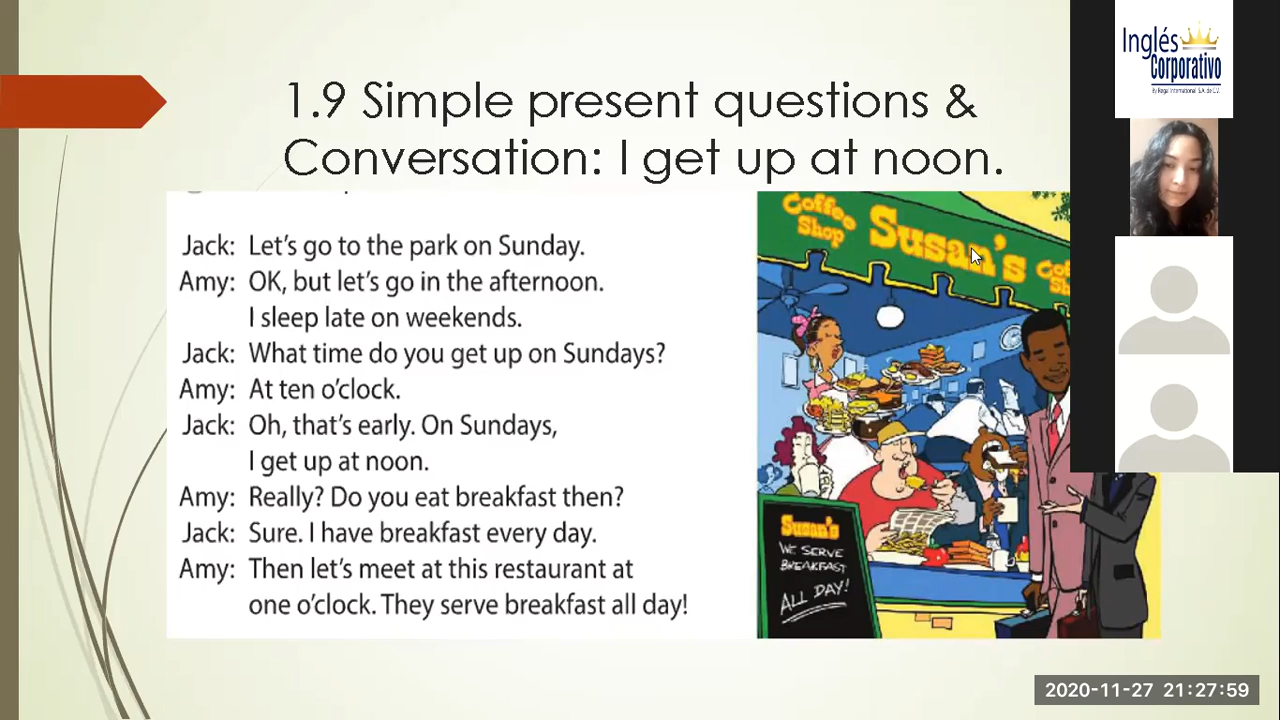 1.9 Simple present questions &
Conversation: I get up at noon.
Jack: Let's go to the park on Sunday.
Amy: OK, but let's go in the afternoon.
I sleep late on weekends.
Jack: What time do you get up on Sundays?
Amy: At ten o'clock.
Jack: Oh, that's early. On Sundays,
I get up at noon.
Amy: Really? Do you eat breakfast then?
Jack: Sure. I have breakfast every day.
Amy: Then let's meet at this restaurant at
one o'clock. They serve breakfast all day!
Coffee
Shop
Susan's
Susan's
WE SERVE
BREAKFAST
ALL DAY!
Inglés
Corporativo
By Regal International S.A. de C.V.
2020-11-27 21:27:59